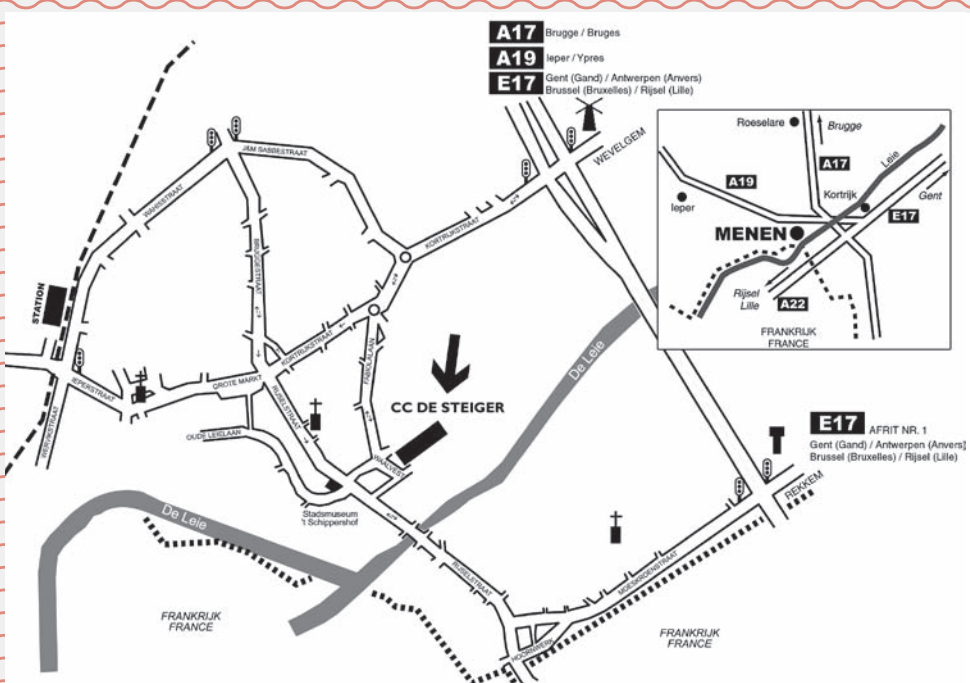 A17 Brugge / Bruges
A19 Ieper / Ypres
E17 Gent (Gand) / Antwerpen (Anvers)
Brussel (Bruxelles) / Rijsel (Lille)
WEVELGEM
JAM SABBESTRAAT
WAHISSTRAAT
BRUGGESTRAAT
KORTRIJKSTRAAT
STATION
KORTRIJKSTRAAT
FABIOLALAAN
IEPERSTRAAT
GROTE MARKT
WERVIKSTRAAT
RIJSELSTRAAT
CC DE STEIGER
De Leie
OUDE LEIELAAN
WAALVEST
Stadsmuseum
't Schippershof
De Leie
RIJSELSTRAAT
MOESKROENSTRAAT
HOORNWERK
REKKEM
FRANKRIJK
FRANCE
FRANKRIJK
FRANCE
E17 AFRIT NR. 1
Gent (Gand) / Antwerpen (Anvers)
Brussel (Bruxelles) / Rijsel (Lille)
Roeselare
Brugge
A17
Leie
A19
Kortrijk
Ieper
Gent
E17
MENEN
Rijsel
Lille
A22
FRANKRIJK
FRANCE